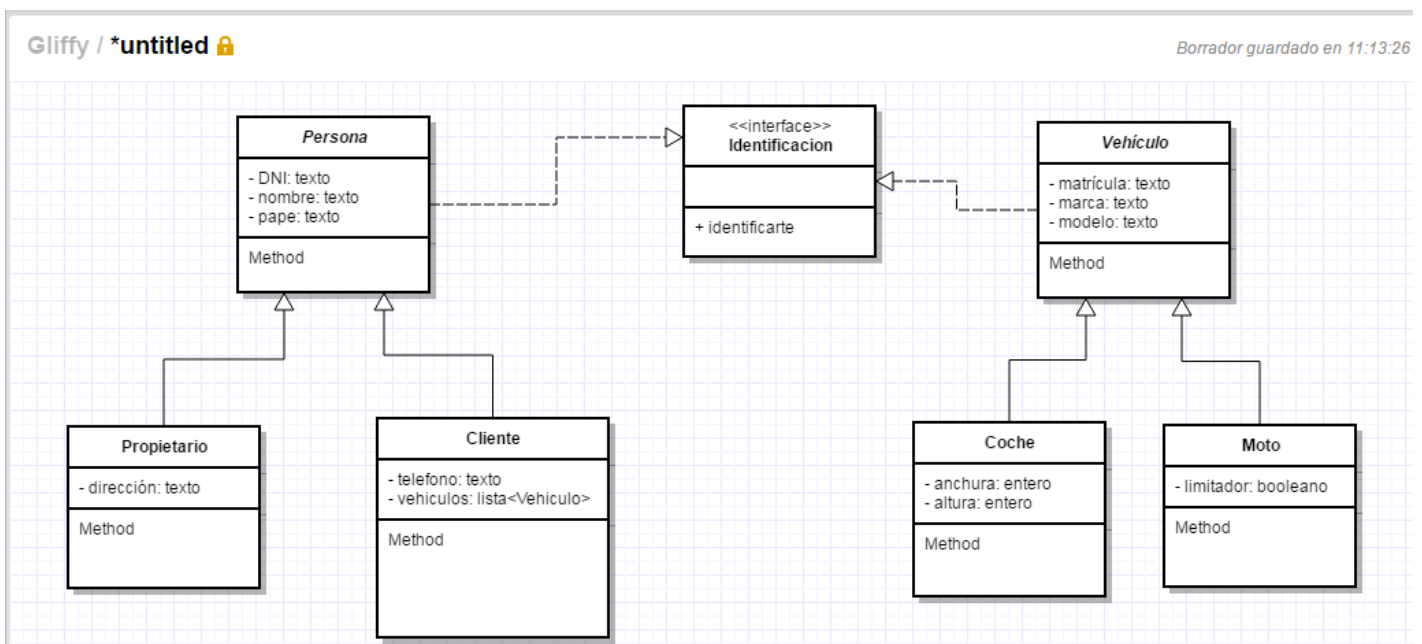 Gliffy / *untitled
Borrador guardado en 11:13:26
Persona
- DNI: texto
- nombre: texto
- pape: texto
Method
<<interface>>
Identificacion
+ identificarte
Vehículo
- matrícula: texto
- marca: texto
- modelo: texto
Method
Propietario
- dirección: texto
Method
Cliente
- telefono: texto
- vehiculos: lista<Vehiculo>
Method
Coche
- anchura: entero
- altura: entero
Method
Moto
- limitador: booleano
Method